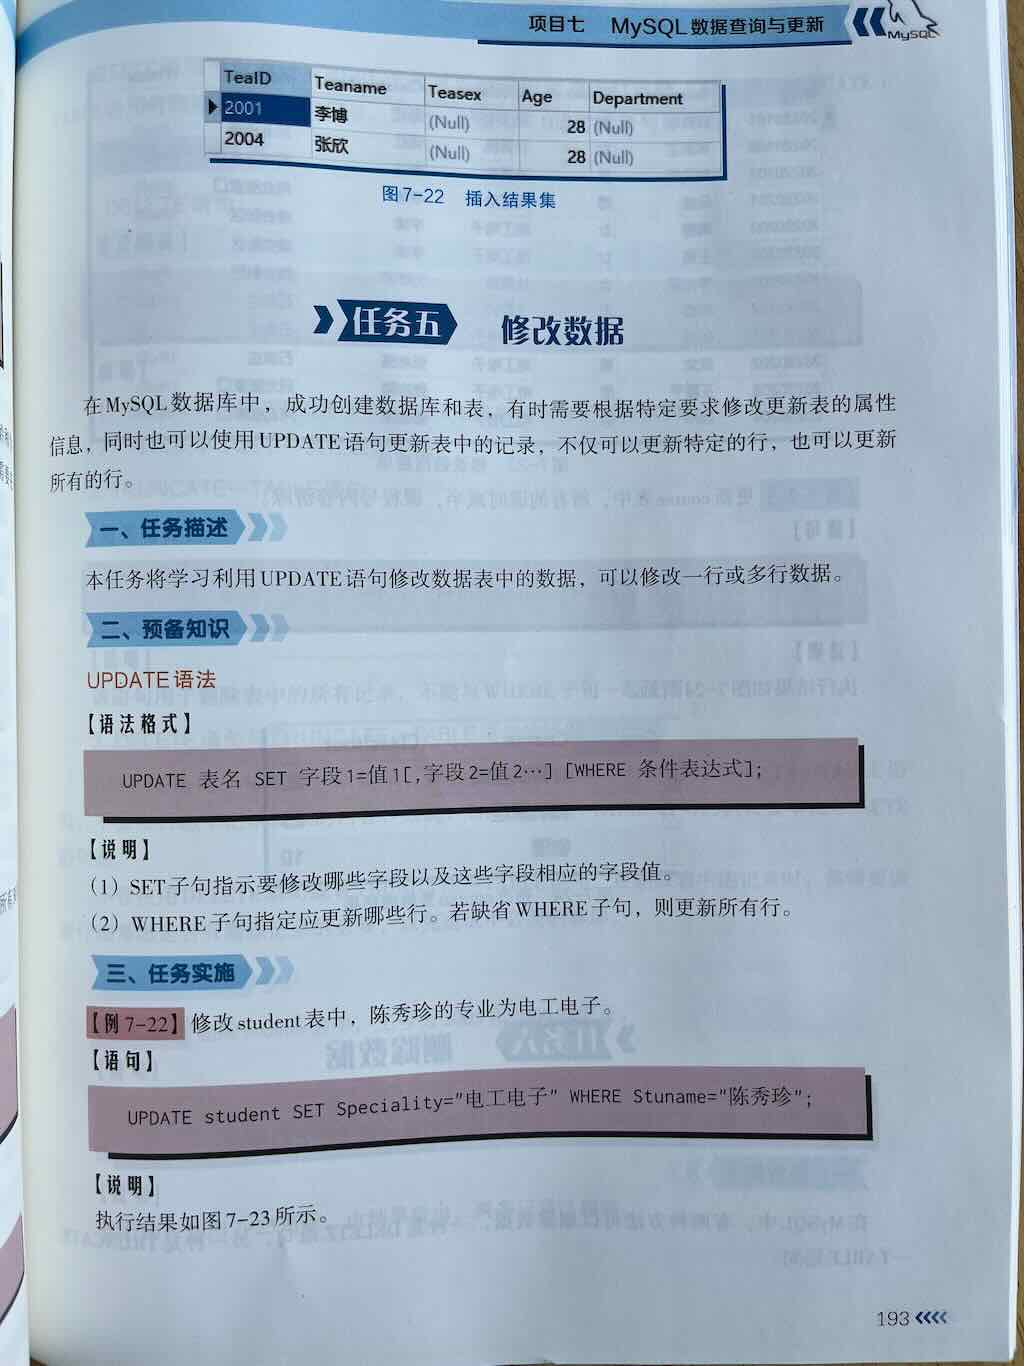 项目七 MySQL数据查询与更新
MySQL
TeaID Teaname Teasex Age Department
2001 李博 (Null) 28 (Null)
2004 张欣 (Null) 28 (Null)
图7-22 插入结果集
任务五 修改数据
在MySQL数据库中，成功创建数据库和表，有时需要根据特定要求修改更新表的属性
信息，同时也可以使用UPDATE语句更新表中的记录，不仅可以更新特定的行，也可以更新
所有的行。
一、任务描述
本任务将学习利用UPDATE语句修改数据表中的数据，可以修改一行或多行数据。
二、预备知识
UPDATE语法
【语法格式】
UPDATE 表名 SET 字段1=值1[,字段2=值2…] [WHERE 条件表达式];
【说明】
（1）SET子句指示要修改哪些字段以及这些字段相应的字段值。
（2）WHERE子句指定应更新哪些行。若缺省WHERE子句，则更新所有行。
三、任务实施
【例7-22】修改student表中，陈秀珍的专业为电工电子。
【语句】
UPDATE student SET Speciality="电工电子" WHERE Stuname="陈秀珍";
【说明】
执行结果如图7-23所示。
193